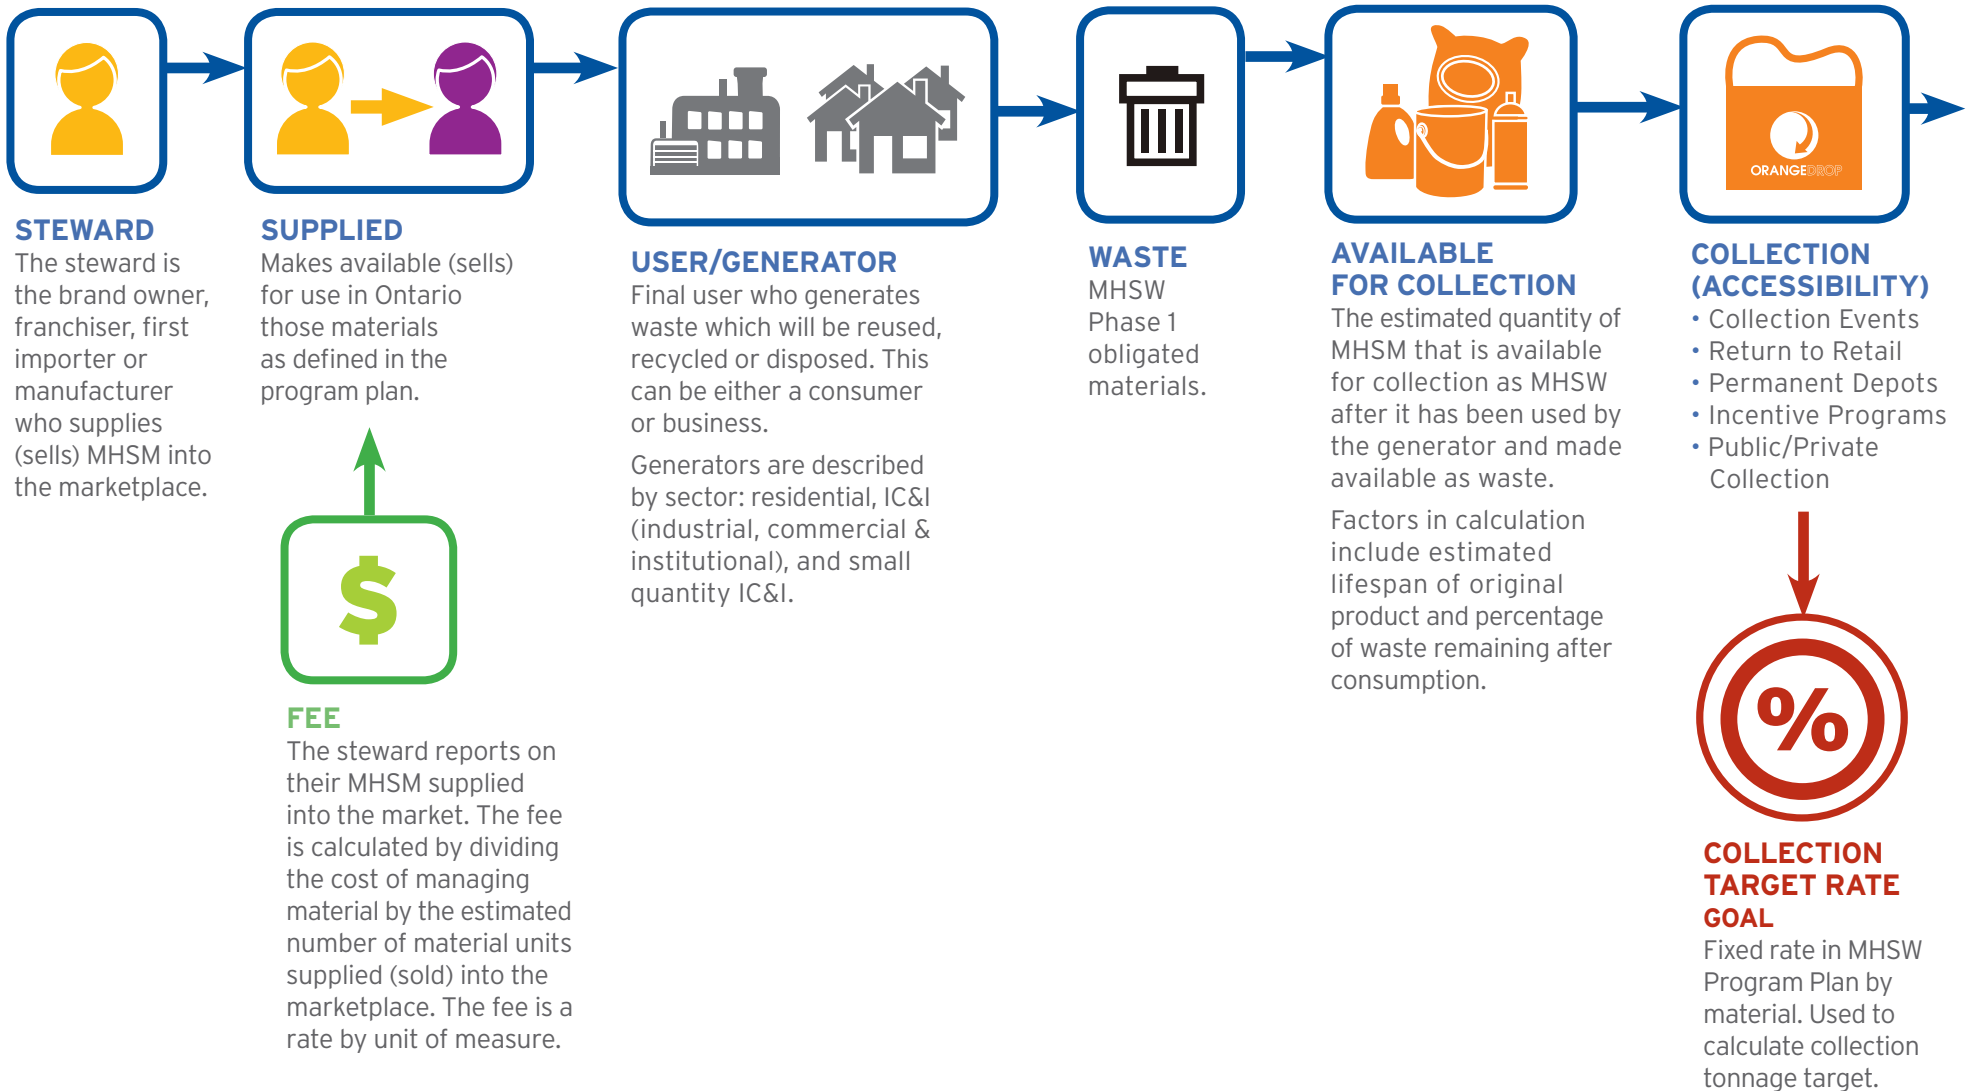 ORANGEDROP
STEWARD
The steward is
the brand owner,
franchiser, first
importer or
manufacturer
who supplies
(sells) MHSM into
the marketplace.
SUPPLIED
Makes available (sells)
for use in Ontario
those materials
as defined in the
program plan.
$
FEE
The steward reports on
their MHSM supplied
into the market. The fee
is calculated by dividing
the cost of managing
material by the estimated
number of material units
supplied (sold) into the
marketplace. The fee is a
rate by unit of measure.
USER/GENERATOR
Final user who generates
waste which will be reused,
recycled or disposed. This
can be either a consumer
or business.
Generators are described
by sector: residential, IC&I
(industrial, commercial &
institutional), and small
quantity IC&I.
WASTE
MHSW
Phase 1
obligated
materials.
AVAILABLE
FOR COLLECTION
The estimated quantity of
MHSM that is available
for collection as MHSW
after it has been used by
the generator and made
available as waste.
Factors in calculation
include estimated
lifespan of original
product and percentage
of waste remaining after
consumption.
COLLECTION
(ACCESSIBILITY)
• Collection Events
• Return to Retail
• Permanent Depots
• Incentive Programs
• Public/Private
Collection
%
COLLECTION
TARGET RATE
GOAL
Fixed rate in MHSW
Program Plan by
material. Used to
calculate collection
tonnage target.